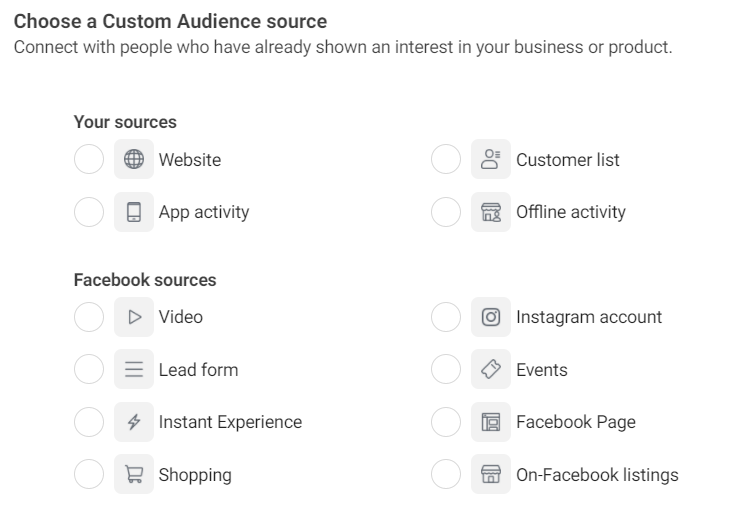 Choose a Custom Audience source
Connect with people who have already shown an interest in your business or product.
Your sources
Website
Customer list
App activity
Offline activity
Facebook sources
Video
Instagram account
Lead form
Events
Instant Experience
Facebook Page
Shopping
On-Facebook listings